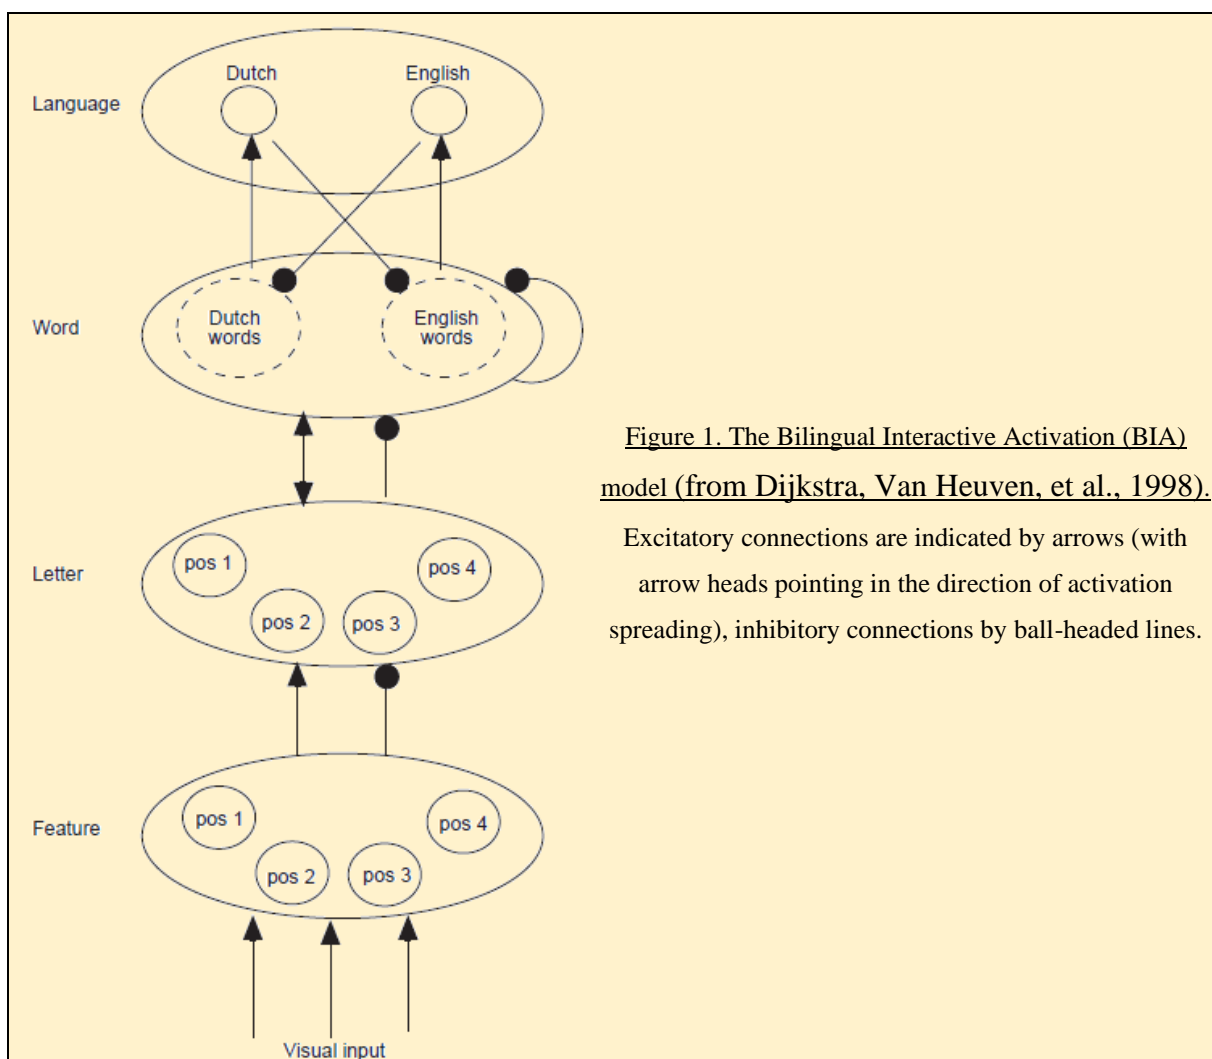 Dutch English
Language
Word
Dutch words
English words
Figure 1. The Bilingual Interactive Activation (BIA)
model (from Dijkstra, Van Heuven, et al., 1998).
Excitatory connections are indicated by arrows (with
arrow heads pointing in the direction of activation
spreading), inhibitory connections by ball-headed lines.
Letter
pos 1
pos 2
pos 3
pos 4
Feature
pos 1
pos 2
pos 3
pos 4
Visual input